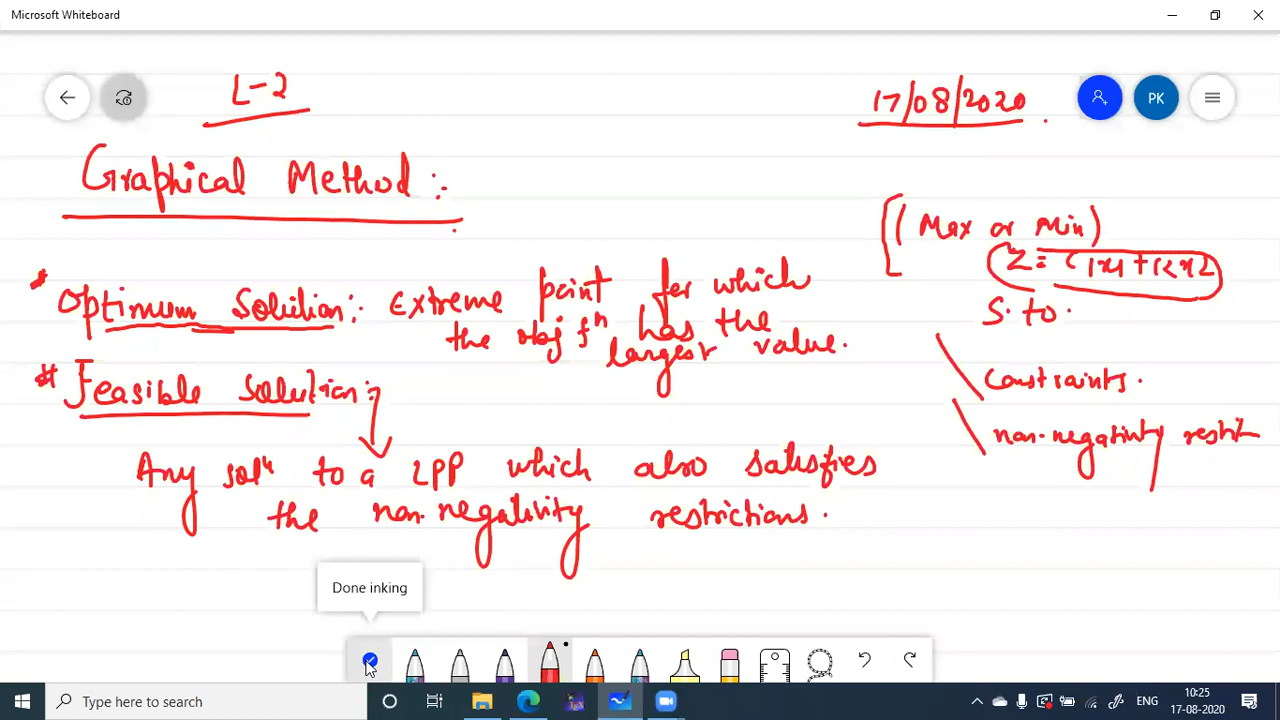 Microsoft Whiteboard
L-2
17/08/2020
PK
Graphical Method :
(Max or Min)
Z = C1x1 + C2x2
S. to.
constraints.
non-negativity restrict
* Optimum Solution: Extreme point for which
the obj fn has the
largest value.
* Feasible Solution:
Any soln to a LPP which also satisfies
the non-negativity restrictions.
Done inking
Type here to search
ENG
10:25
17-08-2020